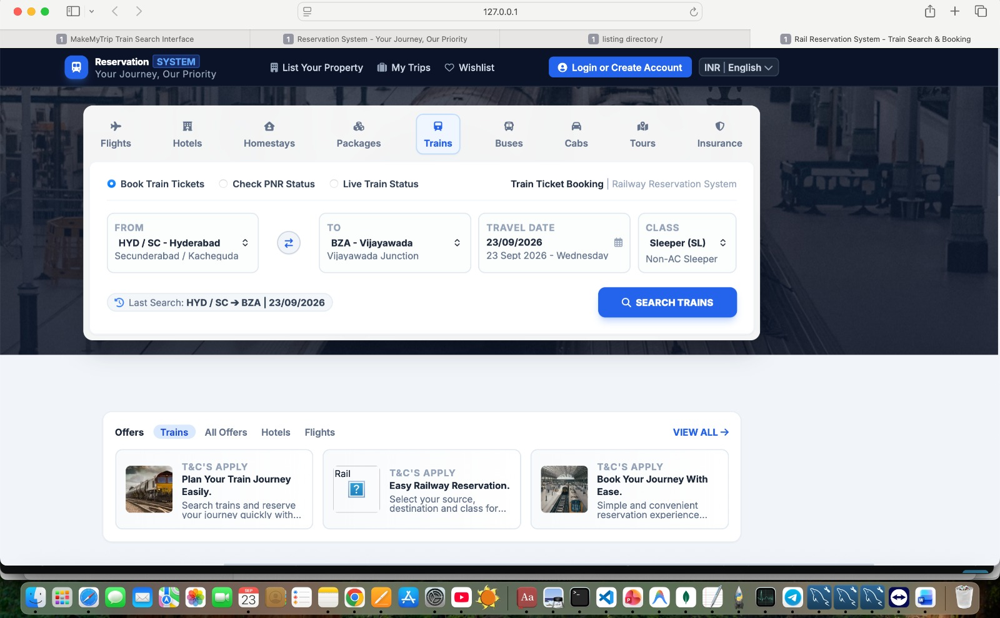 127.0.0.1
1 MakeMyTrip Train Search Interface
1 Reservation System - Your Journey, Our Priority
1 listing directory /
1 Rail Reservation System - Train Search & Booking
Reservation SYSTEM
Your Journey, Our Priority
List Your Property
My Trips
Wishlist
Login or Create Account
INR | English
Flights
Hotels
Homestays
Packages
Trains
Buses
Cabs
Tours
Insurance
Book Train Tickets
Check PNR Status
Live Train Status
Train Ticket Booking | Railway Reservation System
FROM
HYD / SC - Hyderabad
Secunderabad / Kacheguda
TO
BZA - Vijayawada
Vijayawada Junction
TRAVEL DATE
23/09/2026
23 Sept 2026 - Wednesday
CLASS
Sleeper (SL)
Non-AC Sleeper
Last Search: HYD / SC → BZA | 23/09/2026
SEARCH TRAINS
Offers
Trains
All Offers
Hotels
Flights
VIEW ALL →
T&C'S APPLY
Plan Your Train Journey
Easily.
Search trains and reserve
your journey quickly with...
Rail
?
T&C'S APPLY
Easy Railway Reservation.
Select your source,
destination and class for...
T&C'S APPLY
Book Your Journey With
Ease.
Simple and convenient
reservation experience...
SEP
23
Aa
W